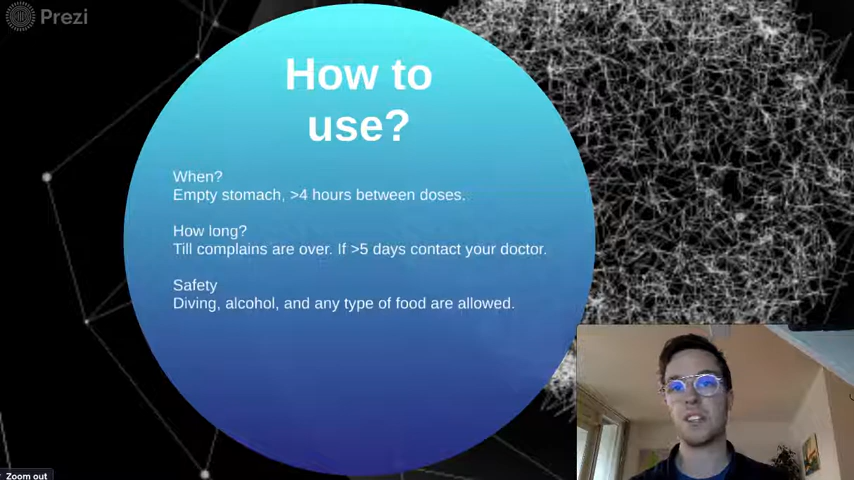 Prezi
How to
use?
When?
Empty stomach, >4 hours between doses.
How long?
Till complains are over. If >5 days contact your doctor.
Safety
Diving, alcohol, and any type of food are allowed.
Zoom out